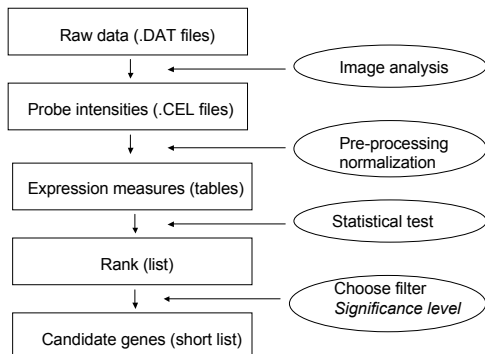 Raw data (.DAT files)
Image analysis
Probe intensities (.CEL files)
Pre-processing
normalization
Expression measures (tables)
Statistical test
Rank (list)
Choose filter
Significance level
Candidate genes (short list)